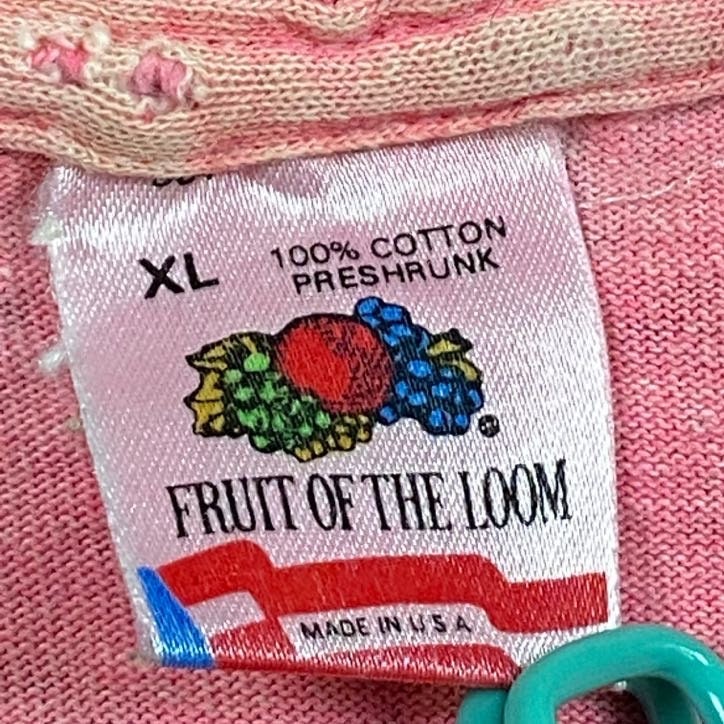 XL
100% COTTON
PRESHRUNK
®
FRUIT OF THE LOOM
MADE IN U S A